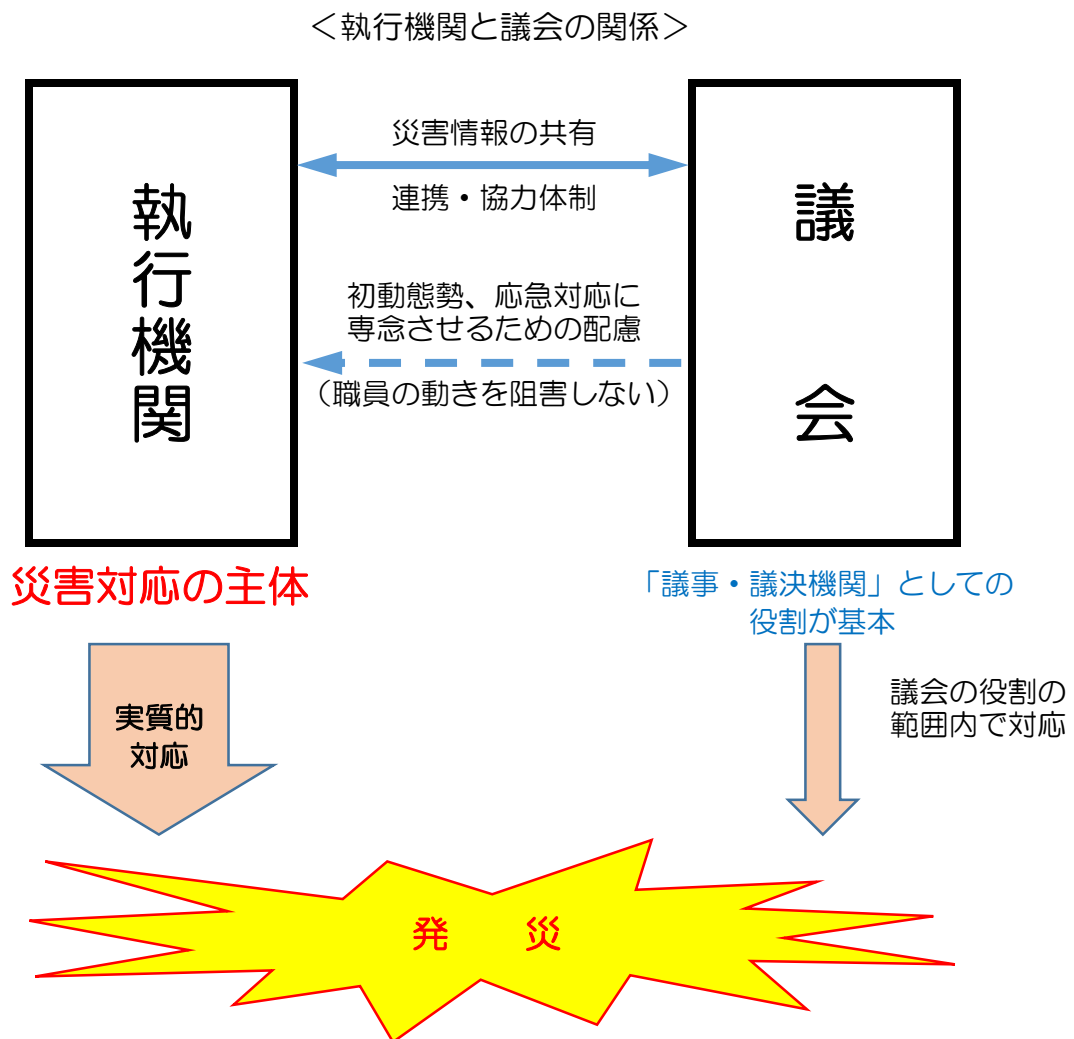 ＜執行機関と議会の関係＞
災害情報の共有
連携・協力体制
執行機関
議会
初動態勢、応急対応に
専念させるための配慮
（職員の動きを阻害しない）
災害対応の主体
「議事・議決機関」としての
役割が基本
実質的
対応
議会の役割の
範囲内で対応
発　災